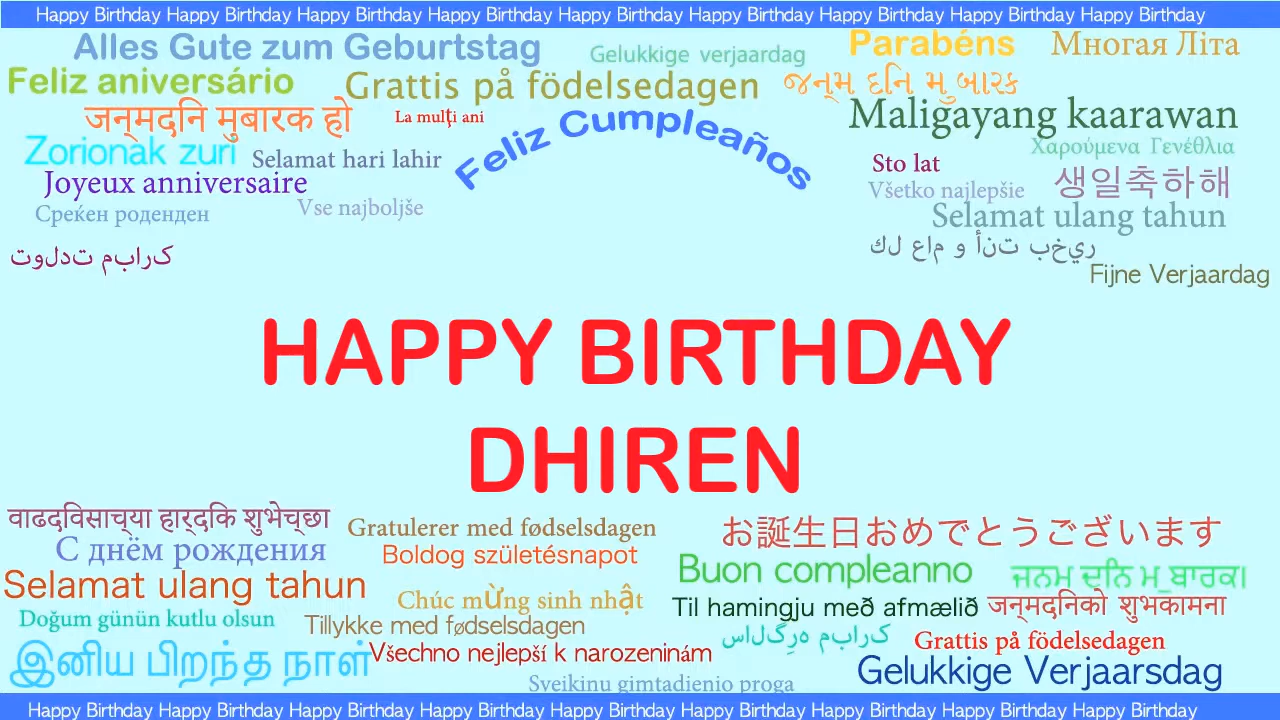 Happy Birthday Happy Birthday Happy Birthday Happy Birthday Happy Birthday Happy Birthday Happy Birthday Happy Birthday Happy Birthday
Alles Gute zum Geburtstag
Gelukkige verjaardag
Parabéns
Многая Літа
Feliz aniversário
Grattis på födelsedagen
જન્મ દિન મુબારક
जन्मदिन मुबारक हो
La mulţi ani
Feliz Cumpleaños
Maligayang kaarawan
Zorionak zuri
Selamat hari lahir
Χαρούμενα Γενέθλια
Sto lat
Joyeux anniversaire
Všetko najlepšie
생일축하해
Среќен роденден
Vse najboljše
Selamat ulang tahun
تولدت مبارک
كل عام و أنت بخير
Fijne Verjaardag
HAPPY BIRTHDAY
DHIREN
वाढदिवसाच्या हार्दिक शुभेच्छा
Gratulerer med fødselsdagen
お誕生日おめでとうございます
С днём рождения
Boldog születésnapot
Buon compleanno
ਜਨਮ ਦਿਨ ਮੁਬਾਰਕ।
Selamat ulang tahun
Chúc mừng sinh nhật
Til hamingju með afmælið
जन्मदिनको शुभकामना
Doğum günün kutlu olsun
Tillykke med fødselsdagen
سالگرہ مبارک
Grattis på födelsedagen
இனிய பிறந்த நாள்
Všechno nejlepší k narozeninám
Gelukkige Verjaarsdag
Sveikinu gimtadienio proga
Happy Birthday Happy Birthday Happy Birthday Happy Birthday Happy Birthday Happy Birthday Happy Birthday Happy Birthday Happy Birthday